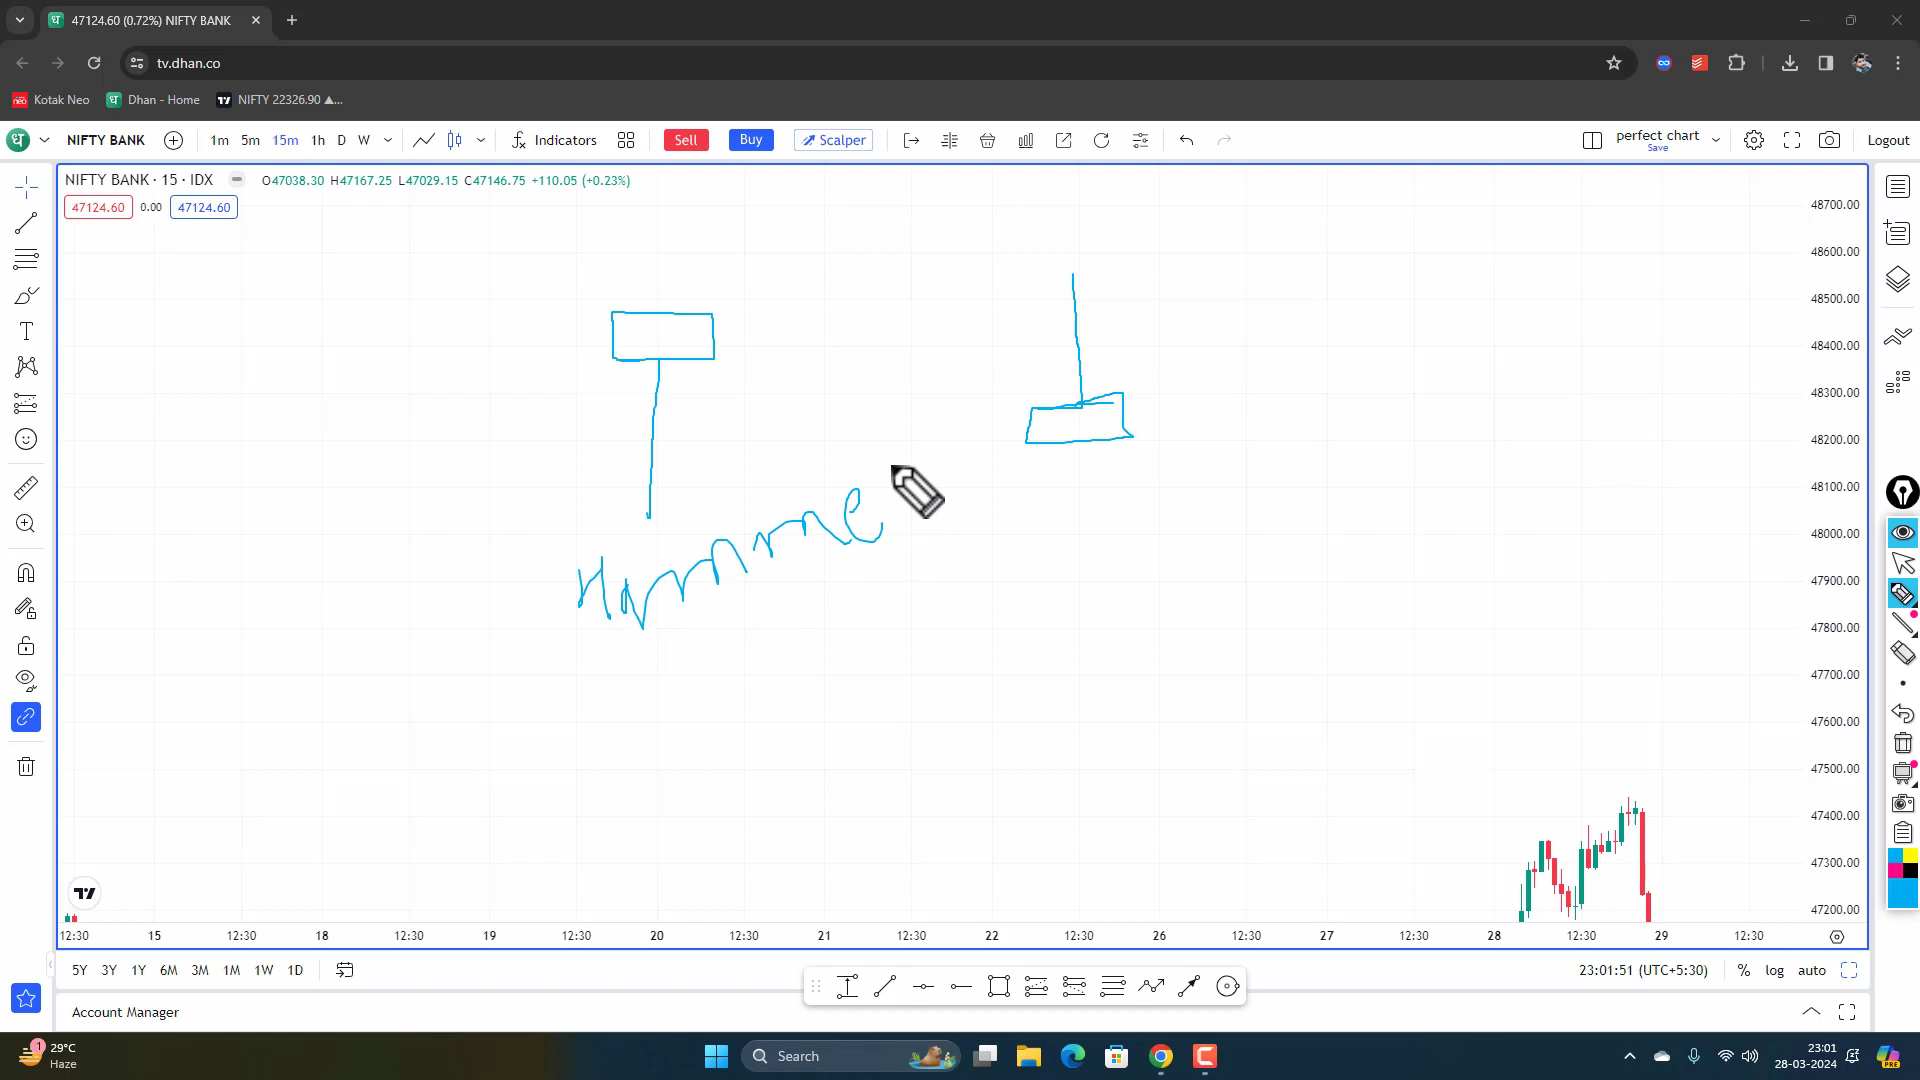 47124.60 (0.72%) NIFTY BANK
tv.dhan.co
Kotak Neo
Dhan - Home
NIFTY 22326.90 ▲...
NIFTY BANK
1m 5m 15m 1h D W
Indicators
Sell
Buy
Scalper
perfect chart
Save
Logout
NIFTY BANK · 15 · IDX
O47038.30 H47167.25 L47029.15 C47146.75 +110.05 (+0.23%)
47124.60 0.00 47124.60
48700.00
48600.00
48500.00
48400.00
48300.00
48200.00
48100.00
48000.00
47900.00
47800.00
47700.00
47600.00
47500.00
47400.00
47300.00
47200.00
Hamme
12:30 15 12:30 18 12:30 19 12:30 20 12:30 21 12:30 22 12:30 26 12:30 27 12:30 28 12:30 29 12:30
5Y 3Y 1Y 6M 3M 1M 1W 1D
23:01:51 (UTC+5:30)
% log auto
Account Manager
1
29°C
Haze
Search
23:01
28-03-2024
PRE